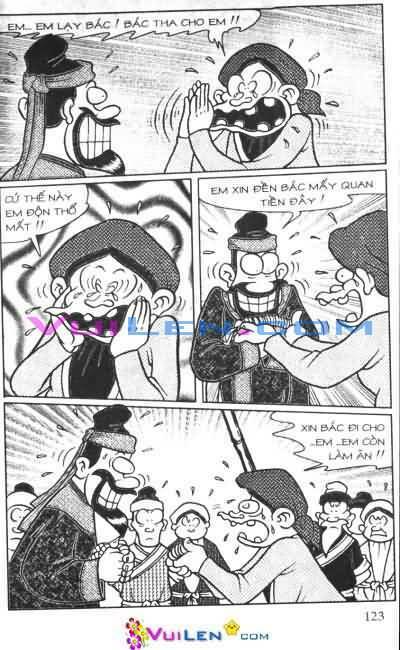 EM... EM LẠY BÁC! BÁC THA CHO EM!!
CỨ THẾ NÀY
EM ĐỘN THỔ
MẤT!!
EM XIN ĐỀN BÁC MẤY QUAN
TIỀN ĐÂY!
VUILEN.COM
XIN BÁC ĐI CHO
...EM ...EM CÒN
LÀM ĂN!!
123
VUILEN.COM